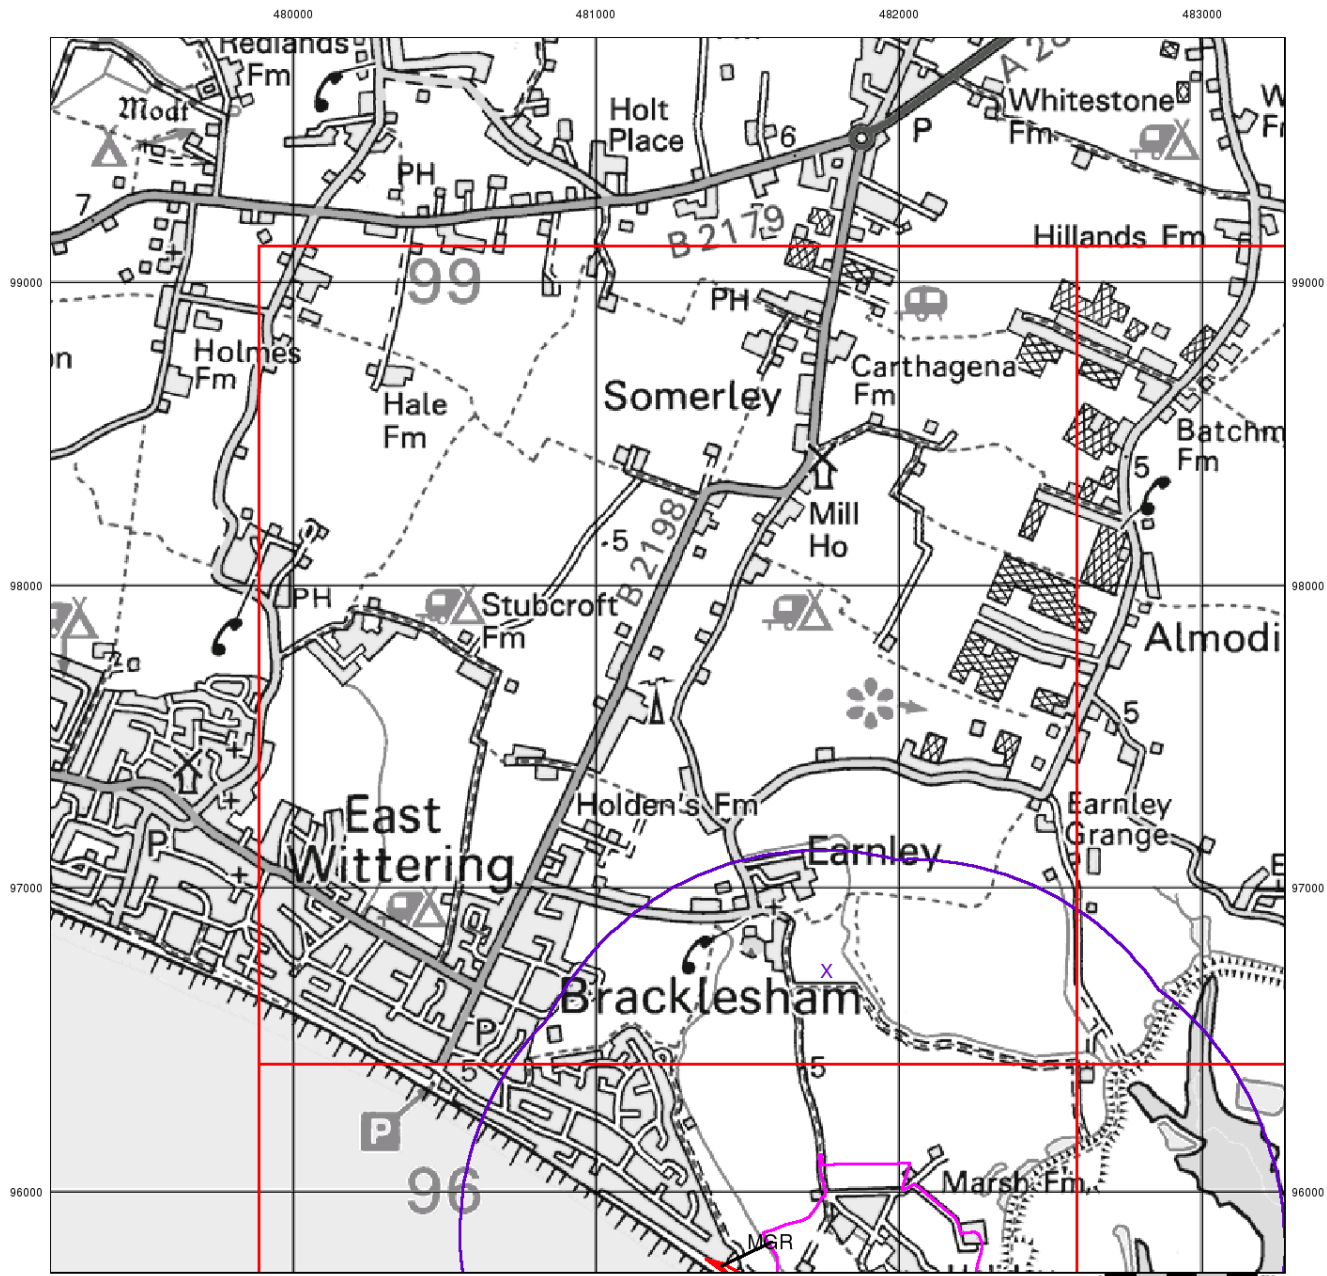 480000 481000 482000 483000
Redlands
Fm
A 28
Moat
Holt
Place
6
P
Whitestone
Fm
W
PH
7
B 2179
Hillands Fm
99000
99
99000
PH
Holmes
Fm
Carthagena
Fm
Hale
Fm
Somerley
Batchm
Fm
5
Mill
Ho
B 2198
5
98000
98000
PH
Stubcroft
Fm
Almodi
5
Holden's Fm
Earnley
Grange
East
Wittering
P
Earnley
E
97000
97000
X
Bracklesham
P
5
5
P
96
Marsh Fm
96000
96000
MGR